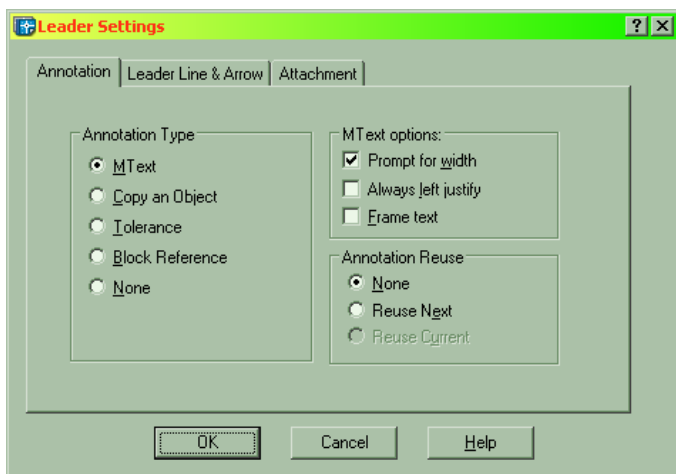 Leader Settings
Annotation
Leader Line & Arrow
Attachment
Annotation Type
MText
Copy an Object
Tolerance
Block Reference
None
MText options:
Prompt for width
Always left justify
Frame text
Annotation Reuse
None
Reuse Next
Reuse Current
OK
Cancel
Help